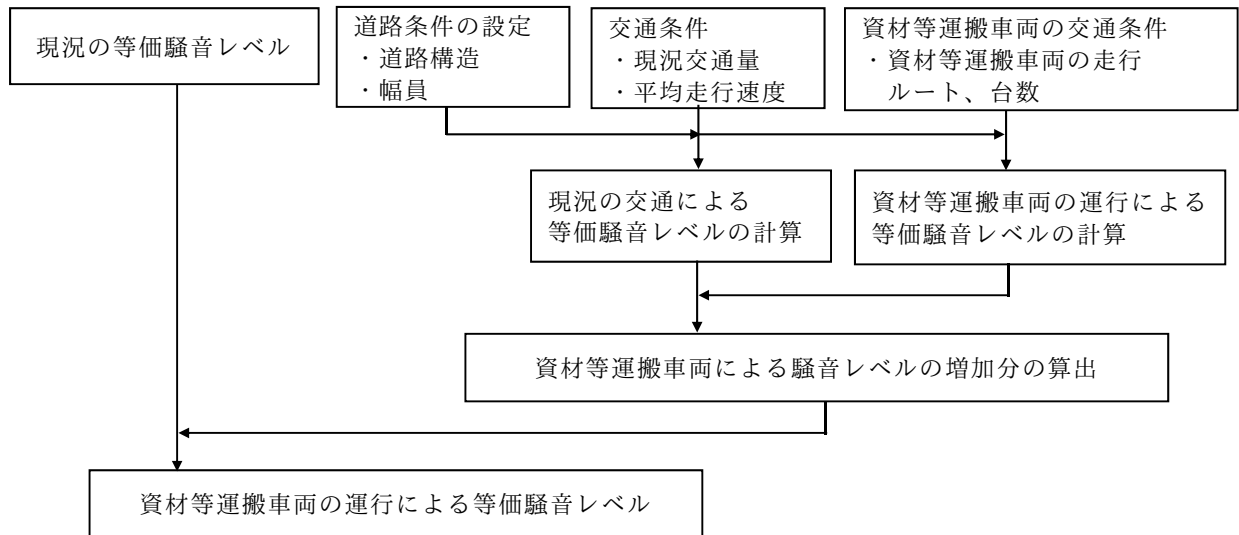 現況の等価騒音レベル
道路条件の設定
・道路構造
・幅員
交通条件
・現況交通量
・平均走行速度
資材等運搬車両の交通条件
・資材等運搬車両の走行
ルート、台数
現況の交通による
等価騒音レベルの計算
資材等運搬車両の運行による
等価騒音レベルの計算
資材等運搬車両による騒音レベルの増加分の算出
資材等運搬車両の運行による等価騒音レベル